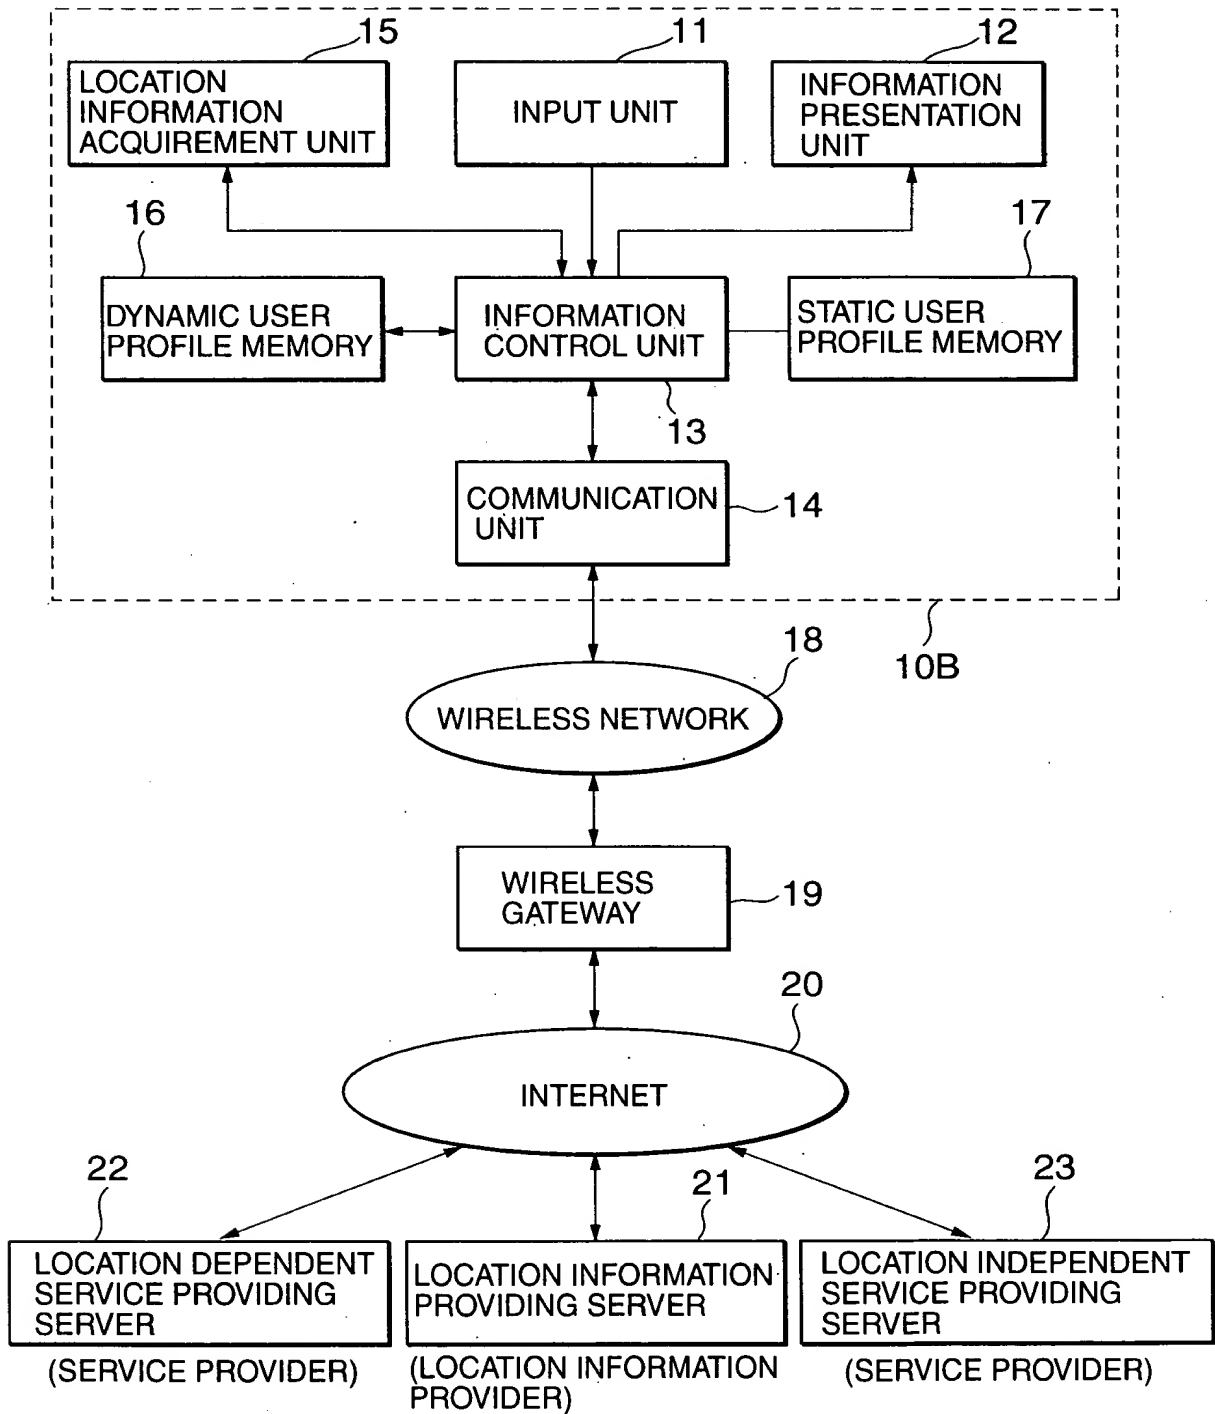 15
11
12
LOCATION
INFORMATION
ACQUIREMENT UNIT
INPUT UNIT
INFORMATION
PRESENTATION
UNIT
16
17
DYNAMIC USER
PROFILE MEMORY
INFORMATION
CONTROL UNIT
STATIC USER
PROFILE MEMORY
13
COMMUNICATION
UNIT
14
10B
18
WIRELESS NETWORK
WIRELESS
GATEWAY
19
20
INTERNET
22
21
23
LOCATION DEPENDENT
SERVICE PROVIDING
SERVER
(SERVICE PROVIDER)
LOCATION INFORMATION
PROVIDING SERVER
(LOCATION INFORMATION
PROVIDER)
LOCATION INDEPENDENT
SERVICE PROVIDING
SERVER
(SERVICE PROVIDER)